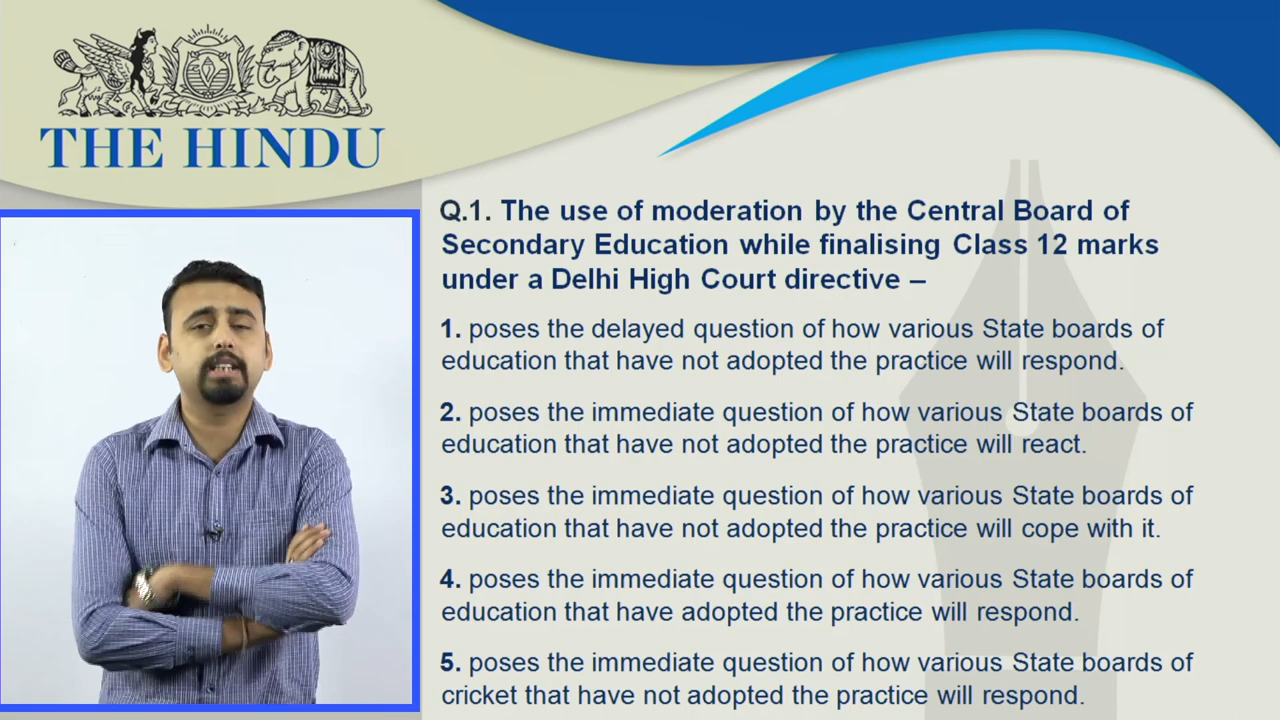 THE HINDU
Q.1. The use of moderation by the Central Board of
Secondary Education while finalising Class 12 marks
under a Delhi High Court directive –
1. poses the delayed question of how various State boards of
education that have not adopted the practice will respond.
2. poses the immediate question of how various State boards of
education that have not adopted the practice will react.
3. poses the immediate question of how various State boards of
education that have not adopted the practice will cope with it.
4. poses the immediate question of how various State boards of
education that have adopted the practice will respond.
5. poses the immediate question of how various State boards of
cricket that have not adopted the practice will respond.